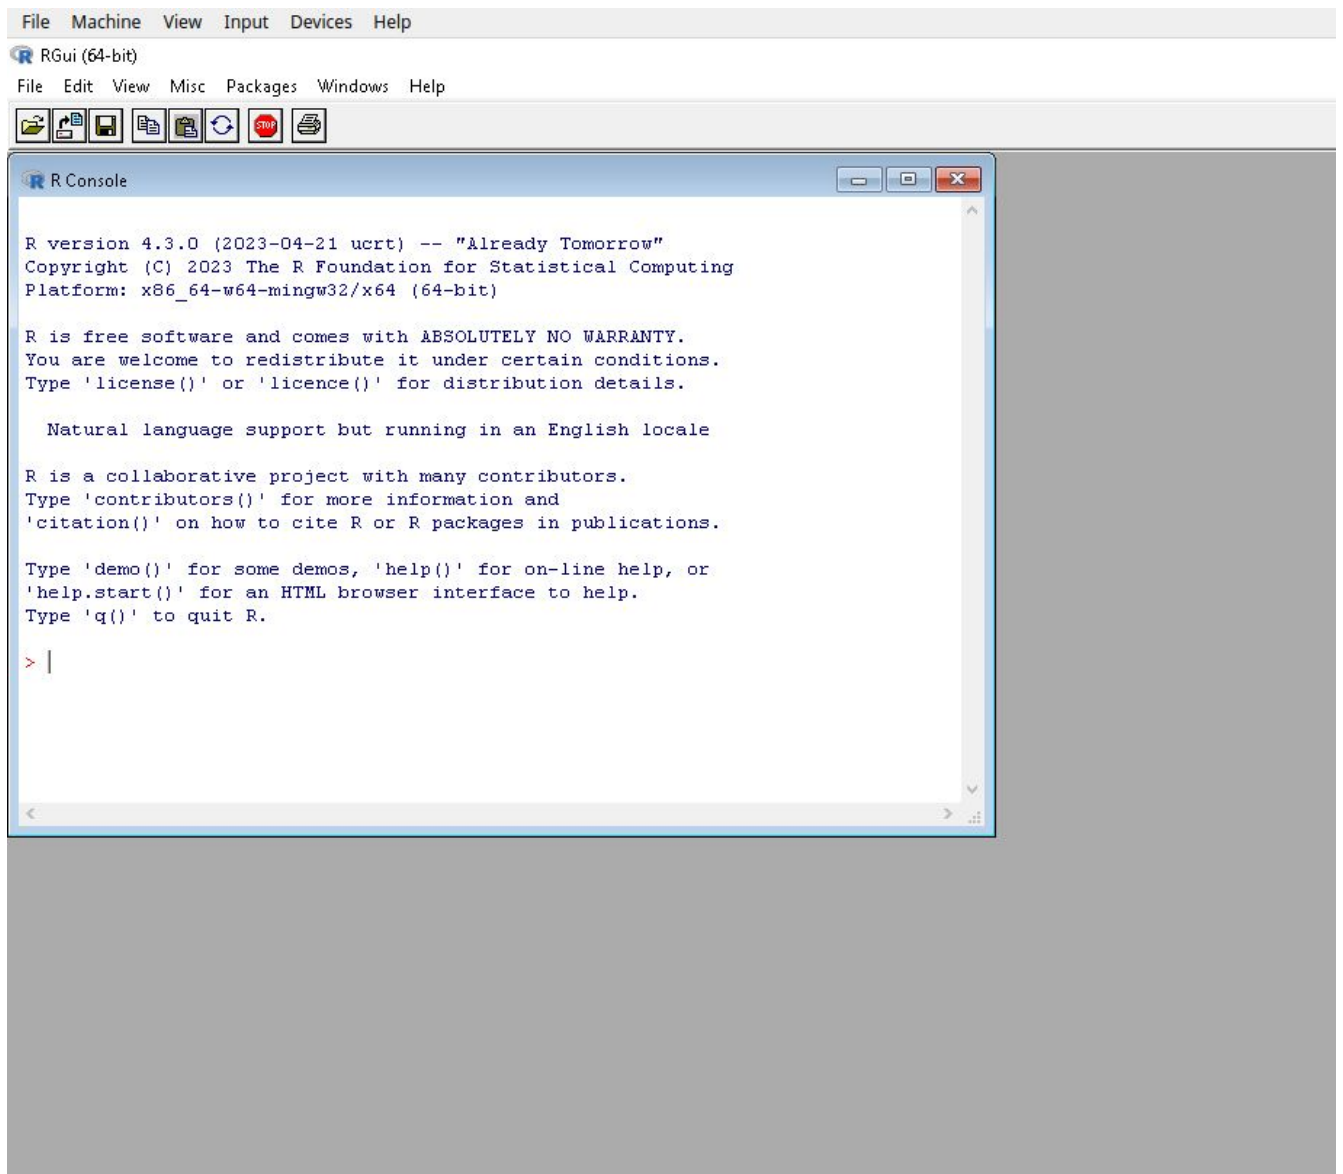 File Machine View Input Devices Help
RGui (64-bit)
File Edit View Misc Packages Windows Help
STOP
R Console
R version 4.3.0 (2023-04-21 ucrt) -- "Already Tomorrow"
Copyright (C) 2023 The R Foundation for Statistical Computing
Platform: x86_64-w64-mingw32/x64 (64-bit)
R is free software and comes with ABSOLUTELY NO WARRANTY.
You are welcome to redistribute it under certain conditions.
Type 'license()' or 'licence()' for distribution details.
Natural language support but running in an English locale
R is a collaborative project with many contributors.
Type 'contributors()' for more information and
'citation()' on how to cite R or R packages in publications.
Type 'demo()' for some demos, 'help()' for on-line help, or
'help.start()' for an HTML browser interface to help.
Type 'q()' to quit R.
>